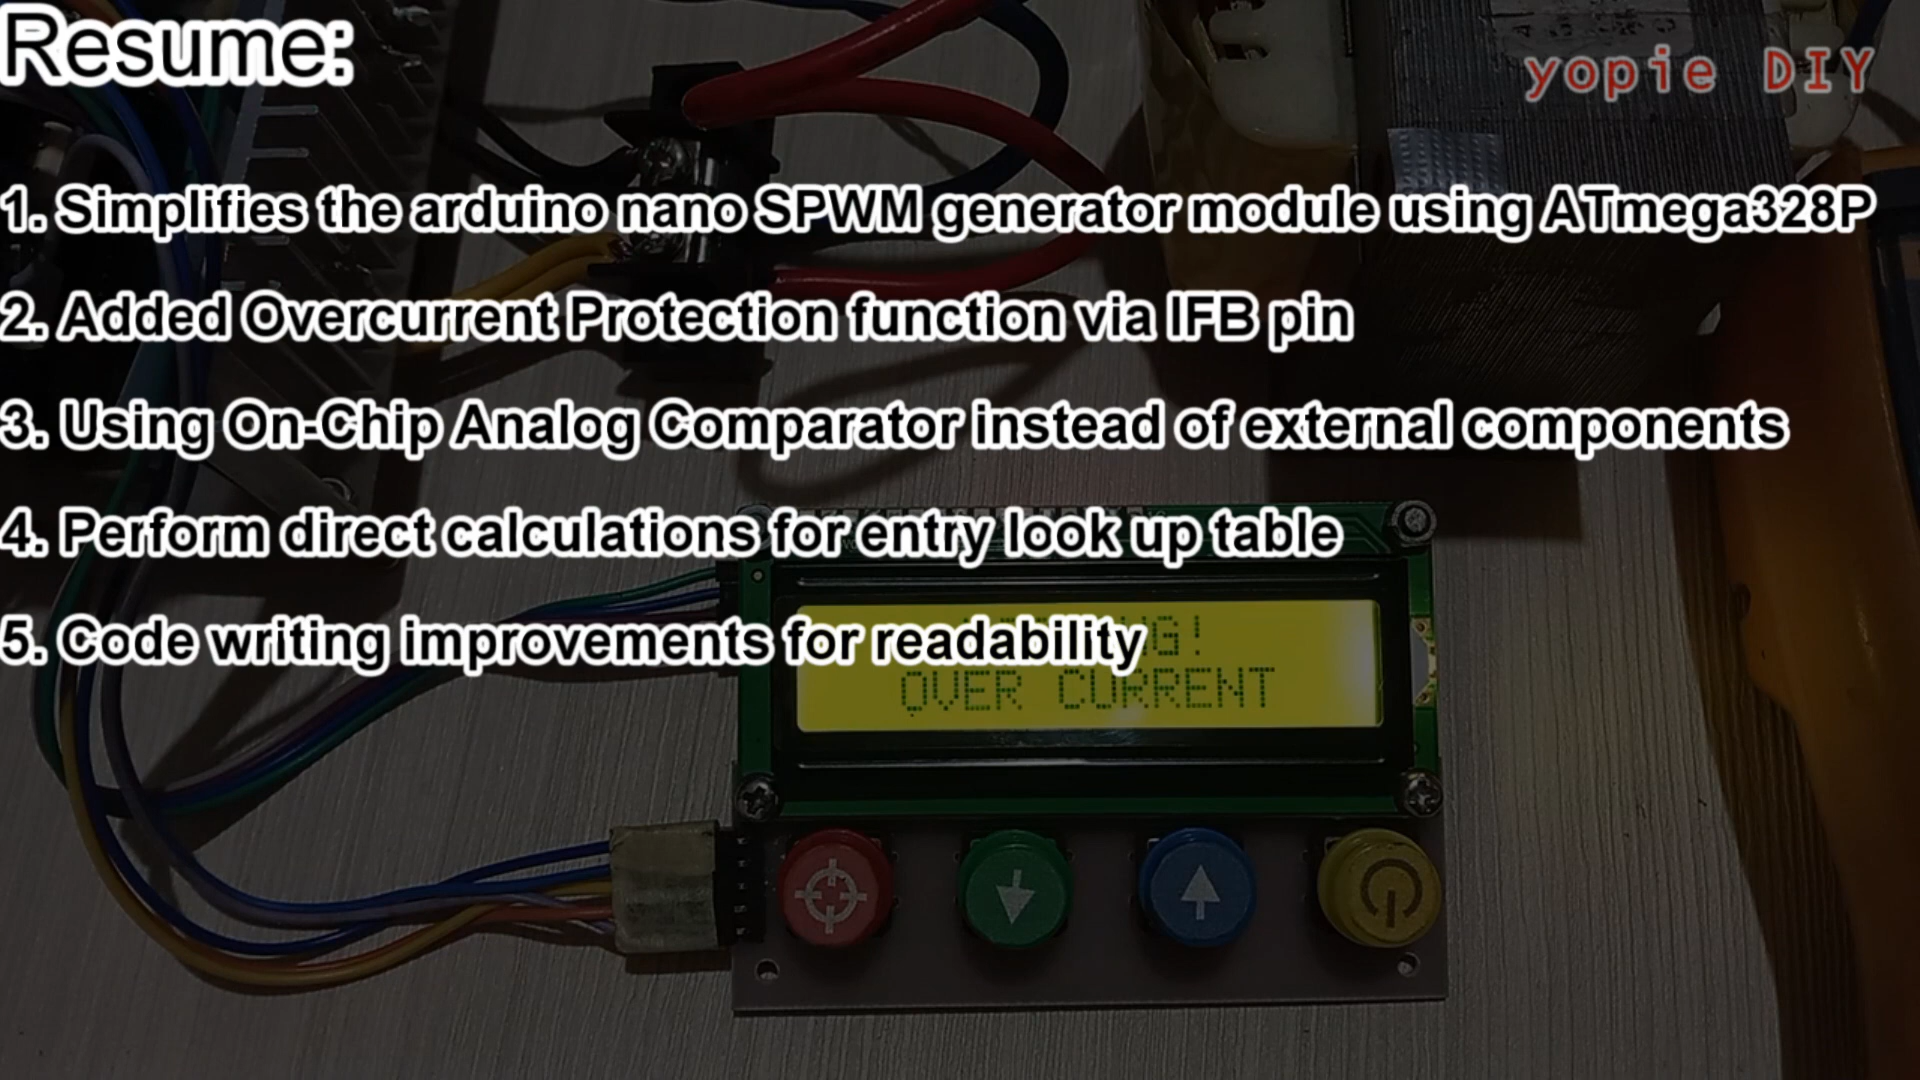 Resume:
yopie DIY
1. Simplifies the arduino nano SPWM generator module using ATmega328P
2. Added Overcurrent Protection function via IFB pin
3. Using On-Chip Analog Comparator instead of external components
4. Perform direct calculations for entry look up table
5. Code writing improvements for readability
OVER CURRENT